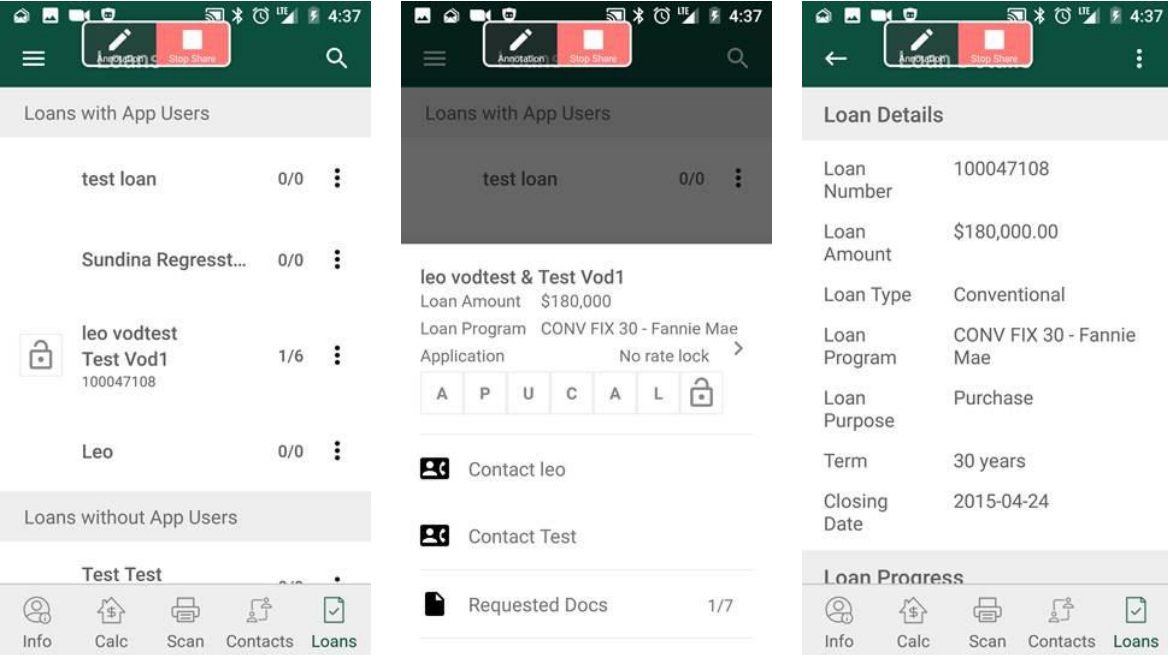 LTE 4:37
Annotation Stop Share
Loans
Loans with App Users
test loan 0/0
Sundina Regresst... 0/0
leo vodtest
Test Vod1 1/6
100047108
Leo 0/0
Loans without App Users
Test Test
Info Calc Scan Contacts Loans
LTE 4:37
Annotation Stop Share
Loans with App Users
test loan 0/0
leo vodtest & Test Vod1
Loan Amount $180,000
Loan Program CONV FIX 30 - Fannie Mae
Application No rate lock
A P U C A L
Contact leo
Contact Test
Requested Docs 1/7
LTE 4:37
Annotation Stop Share
Loan Details
Loan Details
Loan 100047108
Number
Loan $180,000.00
Amount
Loan Type Conventional
Loan CONV FIX 30 - Fannie
Program Mae
Loan Purchase
Purpose
Term 30 years
Closing 2015-04-24
Date
Loan Progress
Info Calc Scan Contacts Loans